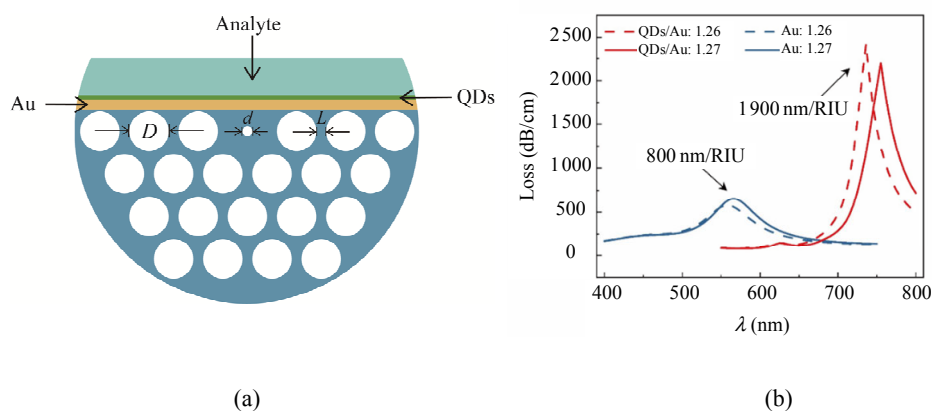 Analyte
Au
QDs
D
d
L
(a)
QDs/Au: 1.26
Au: 1.26
QDs/Au: 1.27
Au: 1.27
2 500
2 000
1 500
1 000
500
0
Loss (dB/cm)
1 900 nm/RIU
800 nm/RIU
400
500
600
700
800
λ (nm)
(b)